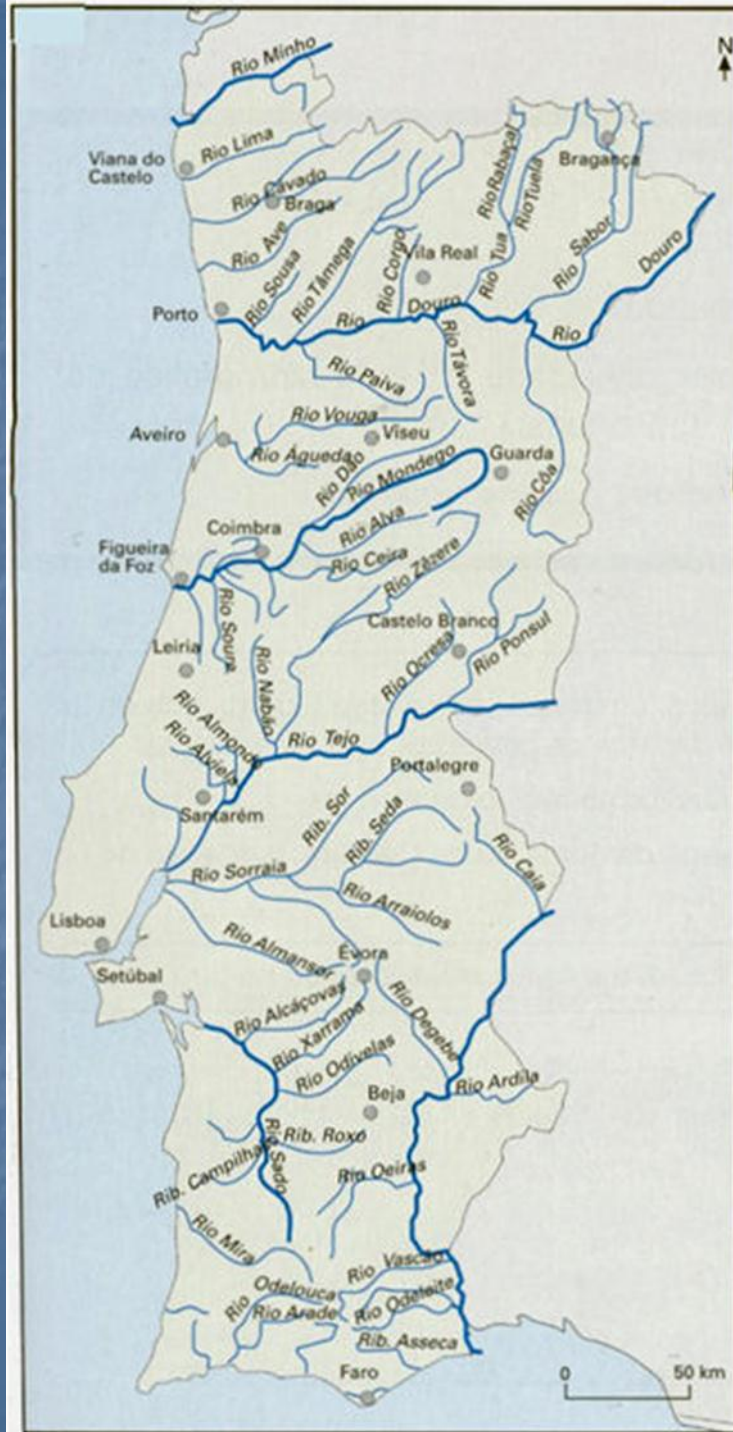 N
Rio Minho
Rio Lima
Viana do
Castelo
Rio Cávado
Braga
Bragança
Rio Rabaçal
Rio Tuela
Rio Ave
Rio Sousa
Rio Tâmega
Rio Corgo
Vila Real
Rio Tua
Rio Sabor
Douro
Porto
Rio
Douro
Rio
Rio Paiva
Rio Távora
Rio Vouga
Aveiro
Viseu
Rio Águeda
Rio Dão
Rio Mondego
Guarda
Rio Côa
Coimbra
Rio Alva
Figueira
da Foz
Rio Ceira
Rio Zêzere
Rio Soure
Castelo Branco
Leiria
Rio Nabão
Rio Ocresa
Rio Ponsul
Rio Almonda
Rio Alviela
Rio Tejo
Portalegre
Santarém
Rib. Sor
Rib. Seda
Rio Caia
Rio Sorraia
Rio Arraiolos
Lisboa
Rio Almansor
Évora
Setúbal
Rio Alcáçovas
Rio Degebe
Rio Xarrama
Rio Odivelas
Rio Ardila
Beja
Rib. Roxo
Rio Sado
Rib. Campilhas
Rio Oeiras
Rio Mira
Rio Vascão
Rio Odelouca
Rio Odeleite
Rio Arade
Rib. Asseca
Faro
0 50 km